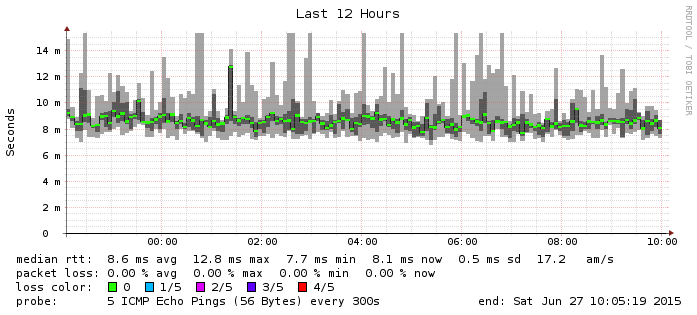 Last 12 Hours
RRDTOOL / TOBI OETIKER
Seconds
14 m
12 m
10 m
8 m
6 m
4 m
2 m
0
00:00 02:00 04:00 06:00 08:00 10:00
median rtt: 8.6 ms avg 12.8 ms max 7.7 ms min 8.1 ms now 0.5 ms sd 17.2 am/s
packet loss: 0.00 % avg 0.00 % max 0.00 % min 0.00 % now
loss color: 0 1/5 2/5 3/5 4/5
probe: 5 ICMP Echo Pings (56 Bytes) every 300s end: Sat Jun 27 10:05:19 2015